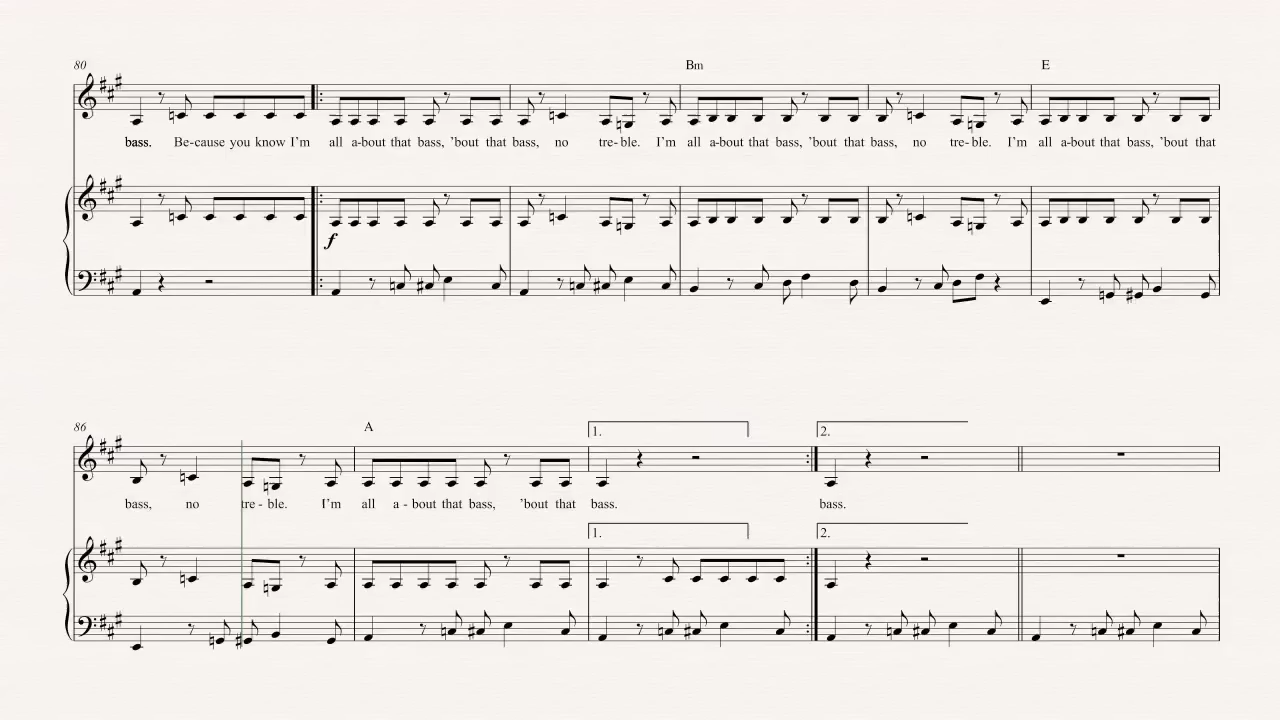 80 Bm E
bass. Be-cause you know I'm all a-bout that bass, 'bout that bass, no tre-ble. I'm all a-bout that bass, 'bout that bass, no tre-ble. I'm all a-bout that bass, 'bout that
f
86 A 1. 2.
bass, no tre - ble. I'm all a - bout that bass, 'bout that bass. bass.
1. 2.